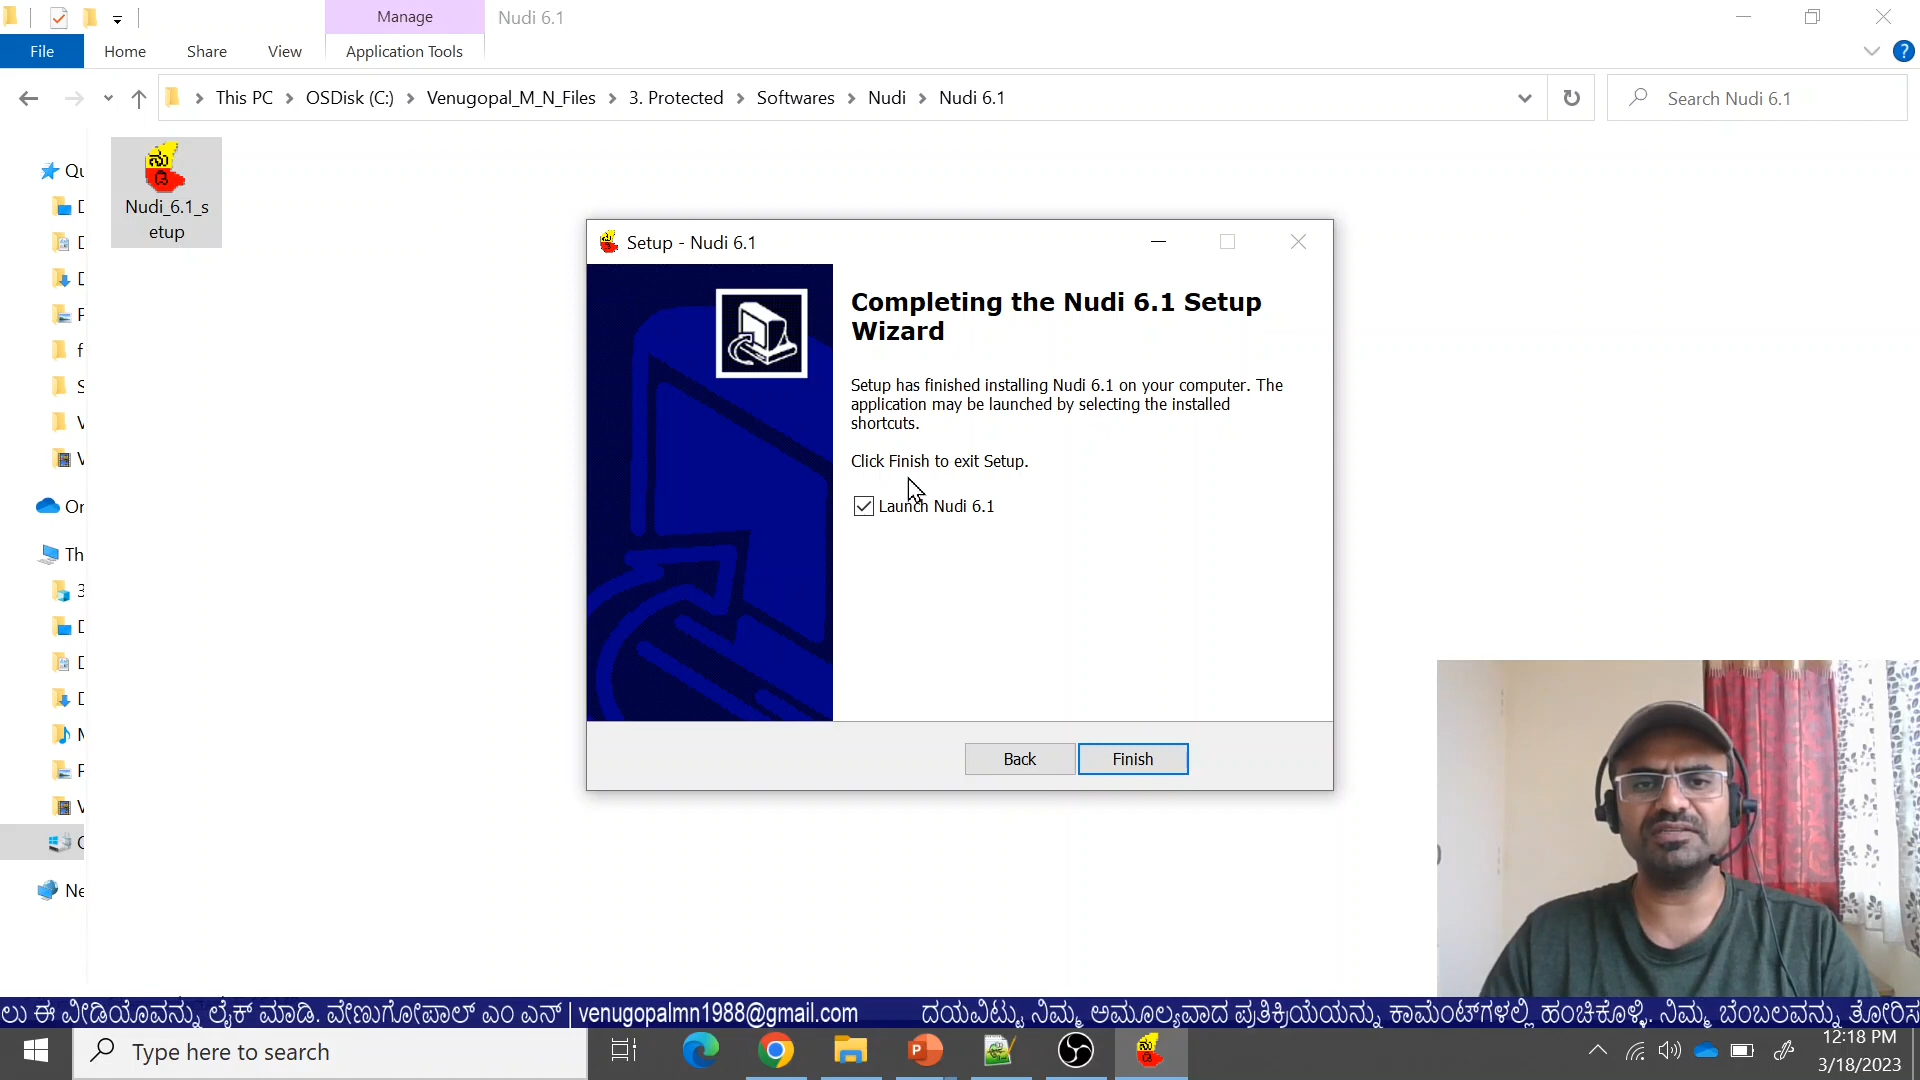 Manage
Nudi 6.1
File
Home
Share
View
Application Tools
This PC
OSDisk (C:)
Venugopal_M_N_Files
3. Protected
Softwares
Nudi
Nudi 6.1
Search Nudi 6.1
Nudi_6.1_s
etup
Setup - Nudi 6.1
Completing the Nudi 6.1 Setup
Wizard
Setup has finished installing Nudi 6.1 on your computer. The
application may be launched by selecting the installed
shortcuts.
Click Finish to exit Setup.
Launch Nudi 6.1
Back
Finish
ಲು ಈ ವೀಡಿಯೊವನ್ನು ಲೈಕ್ ಮಾಡಿ. ವೇಣುಗೋಪಾಲ್ ಎಂ ಎನ್ | venugopalmn1988@gmail.com ದಯವಿಟ್ಟು ನಿಮ್ಮ ಅಮೂಲ್ಯವಾದ ಪ್ರತಿಕ್ರಿಯೆಯನ್ನು ಕಾಮೆಂಟ್‌ಗಳಲ್ಲಿ ಹಂಚಿಕೊಳ್ಳಿ. ನಿಮ್ಮ ಬೆಂಬಲವನ್ನು ತೋರಿಸ
Type here to search
12:18 PM
3/18/2023